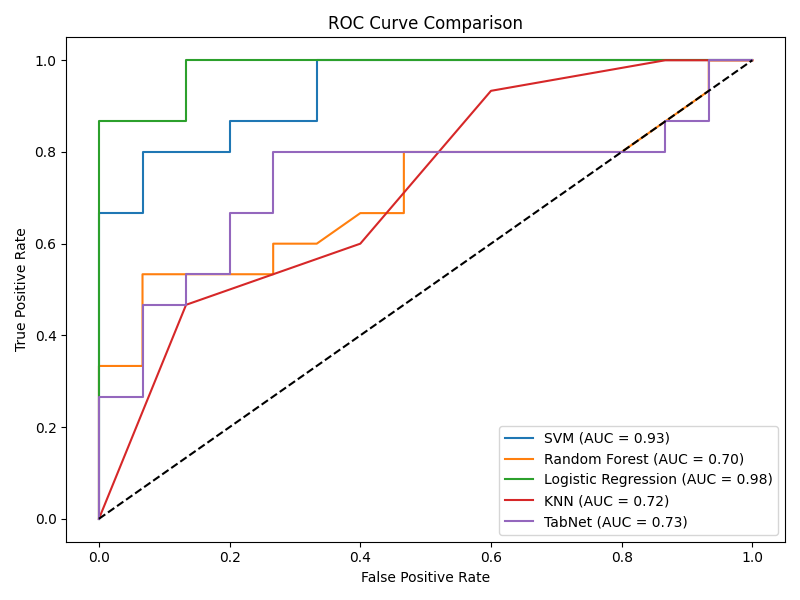 ROC Curve Comparison
True Positive Rate
1.0
0.8
0.6
0.4
0.2
0.0
SVM (AUC = 0.93)
Random Forest (AUC = 0.70)
Logistic Regression (AUC = 0.98)
KNN (AUC = 0.72)
TabNet (AUC = 0.73)
0.0 0.2 0.4 0.6 0.8 1.0
False Positive Rate